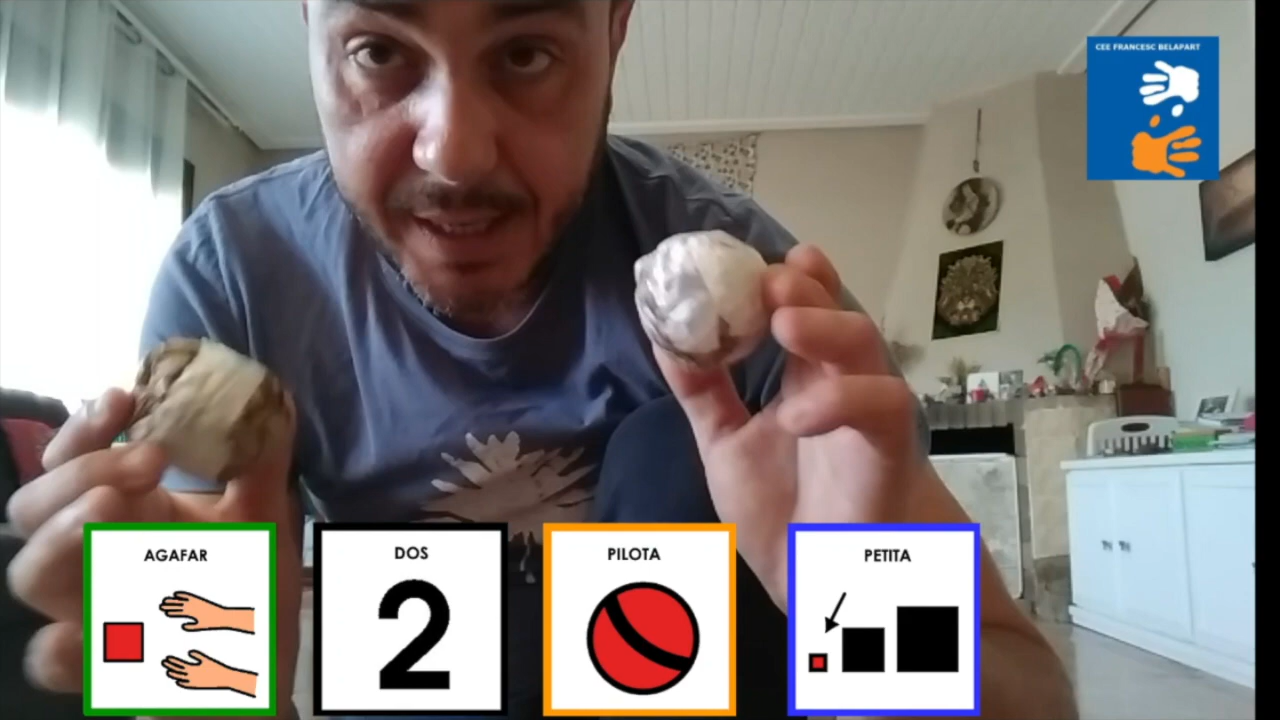 CEE FRANCESC BELAPART
AGAFAR
DOS
2
PILOTA
PETITA